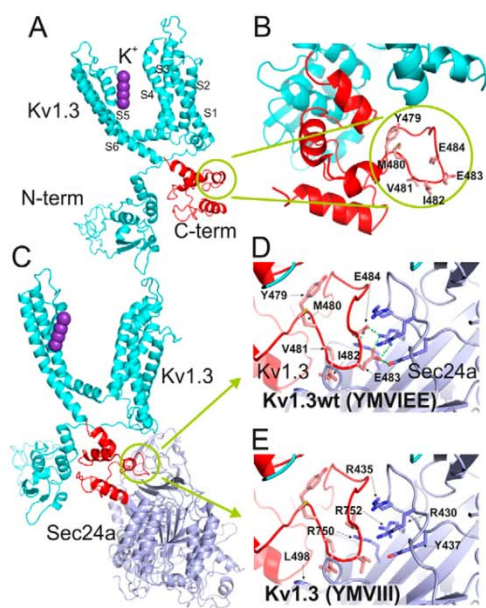 A
K+
Kv1.3
S3
S2
S4
S5
S1
S6
N-term
C-term
B
Y479
E484
M480
E483
V481
I482
C
Kv1.3
Sec24a
D
E484
Y479
M480
V481
I482
Kv1.3
E483
Sec24a
Kv1.3wt (YMVIEE)
E
R435
R752
R430
R750
Y437
L498
Kv1.3 (YMVIII)